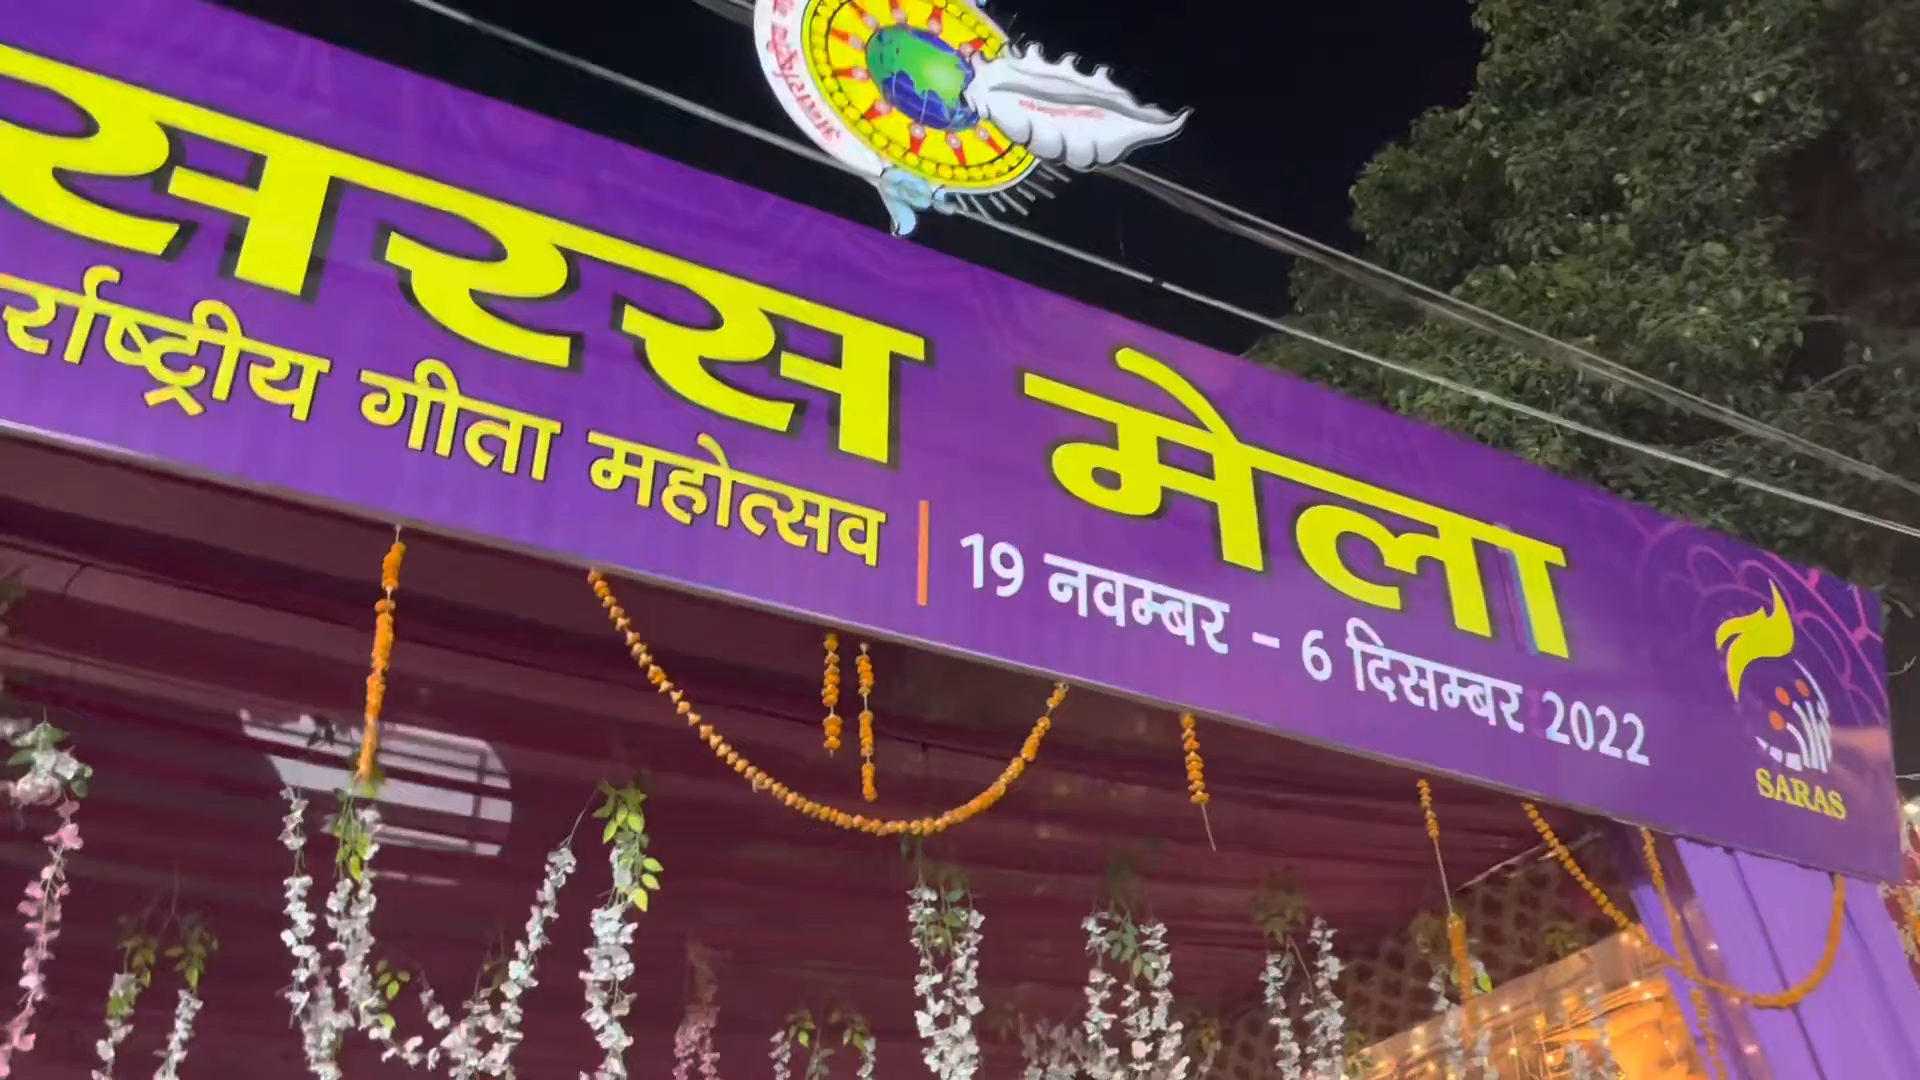 सरस मेला
र्राष्ट्रीय गीता महोत्सव | 19 नवम्बर – 6 दिसम्बर 2022
SARAS